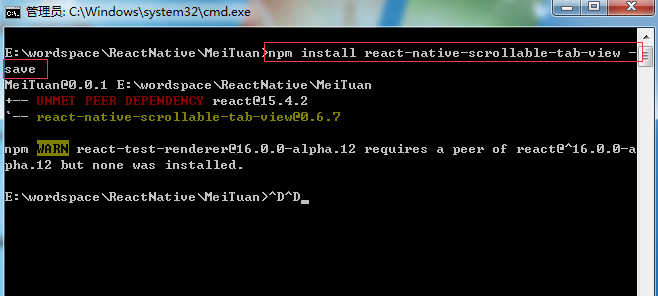 管理员: C:\Windows\system32\cmd.exe
E:\wordspace\ReactNative\MeiTuan>npm install react-native-scrollable-tab-view -
save
MeiTuan@0.0.1 E:\wordspace\ReactNative\MeiTuan
+-- UNMET PEER DEPENDENCY react@15.4.2
`-- react-native-scrollable-tab-view@0.6.7
npm WARN react-test-renderer@16.0.0-alpha.12 requires a peer of react@^16.0.0-a
pha.12 but none was installed.
E:\wordspace\ReactNative\MeiTuan>^D^D_